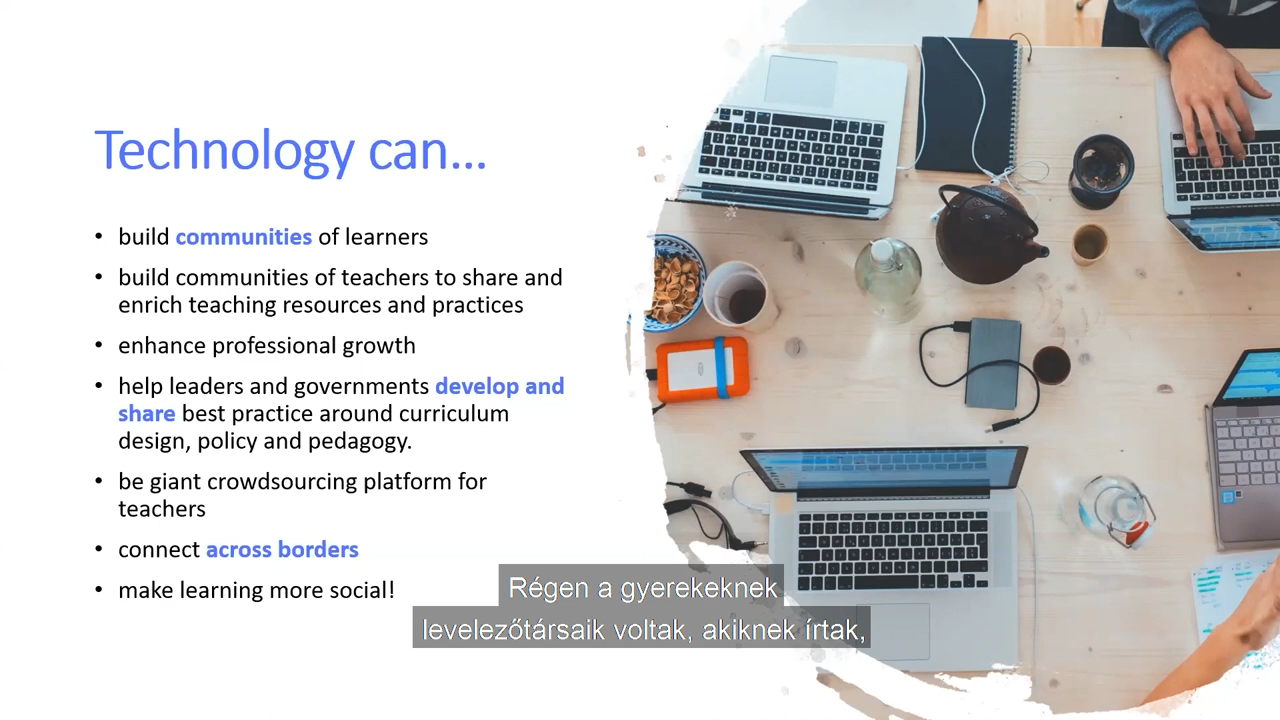 Technology can...
• build communities of learners
• build communities of teachers to share and
enrich teaching resources and practices
• enhance professional growth
• help leaders and governments develop and
share best practice around curriculum
design, policy and pedagogy.
• be giant crowdsourcing platform for
teachers
• connect across borders
• make learning more social!
Régen a gyerekeknek
levelezőtársaik voltak, akiknek írtak,